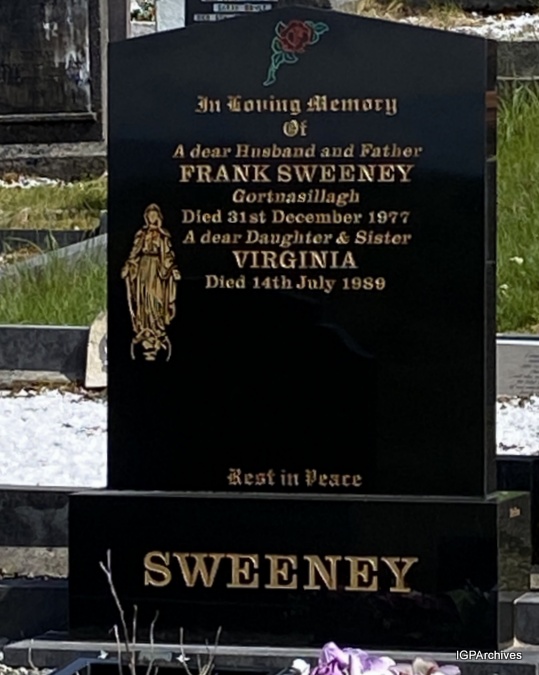 In Loving Memory
Of
A dear Husband and Father
FRANK SWEENEY
Gortnasillagh
Died 31st December 1977
A dear Daughter & Sister
VIRGINIA
Died 14th July 1989
Rest in Peace
SWEENEY
IGPArchives